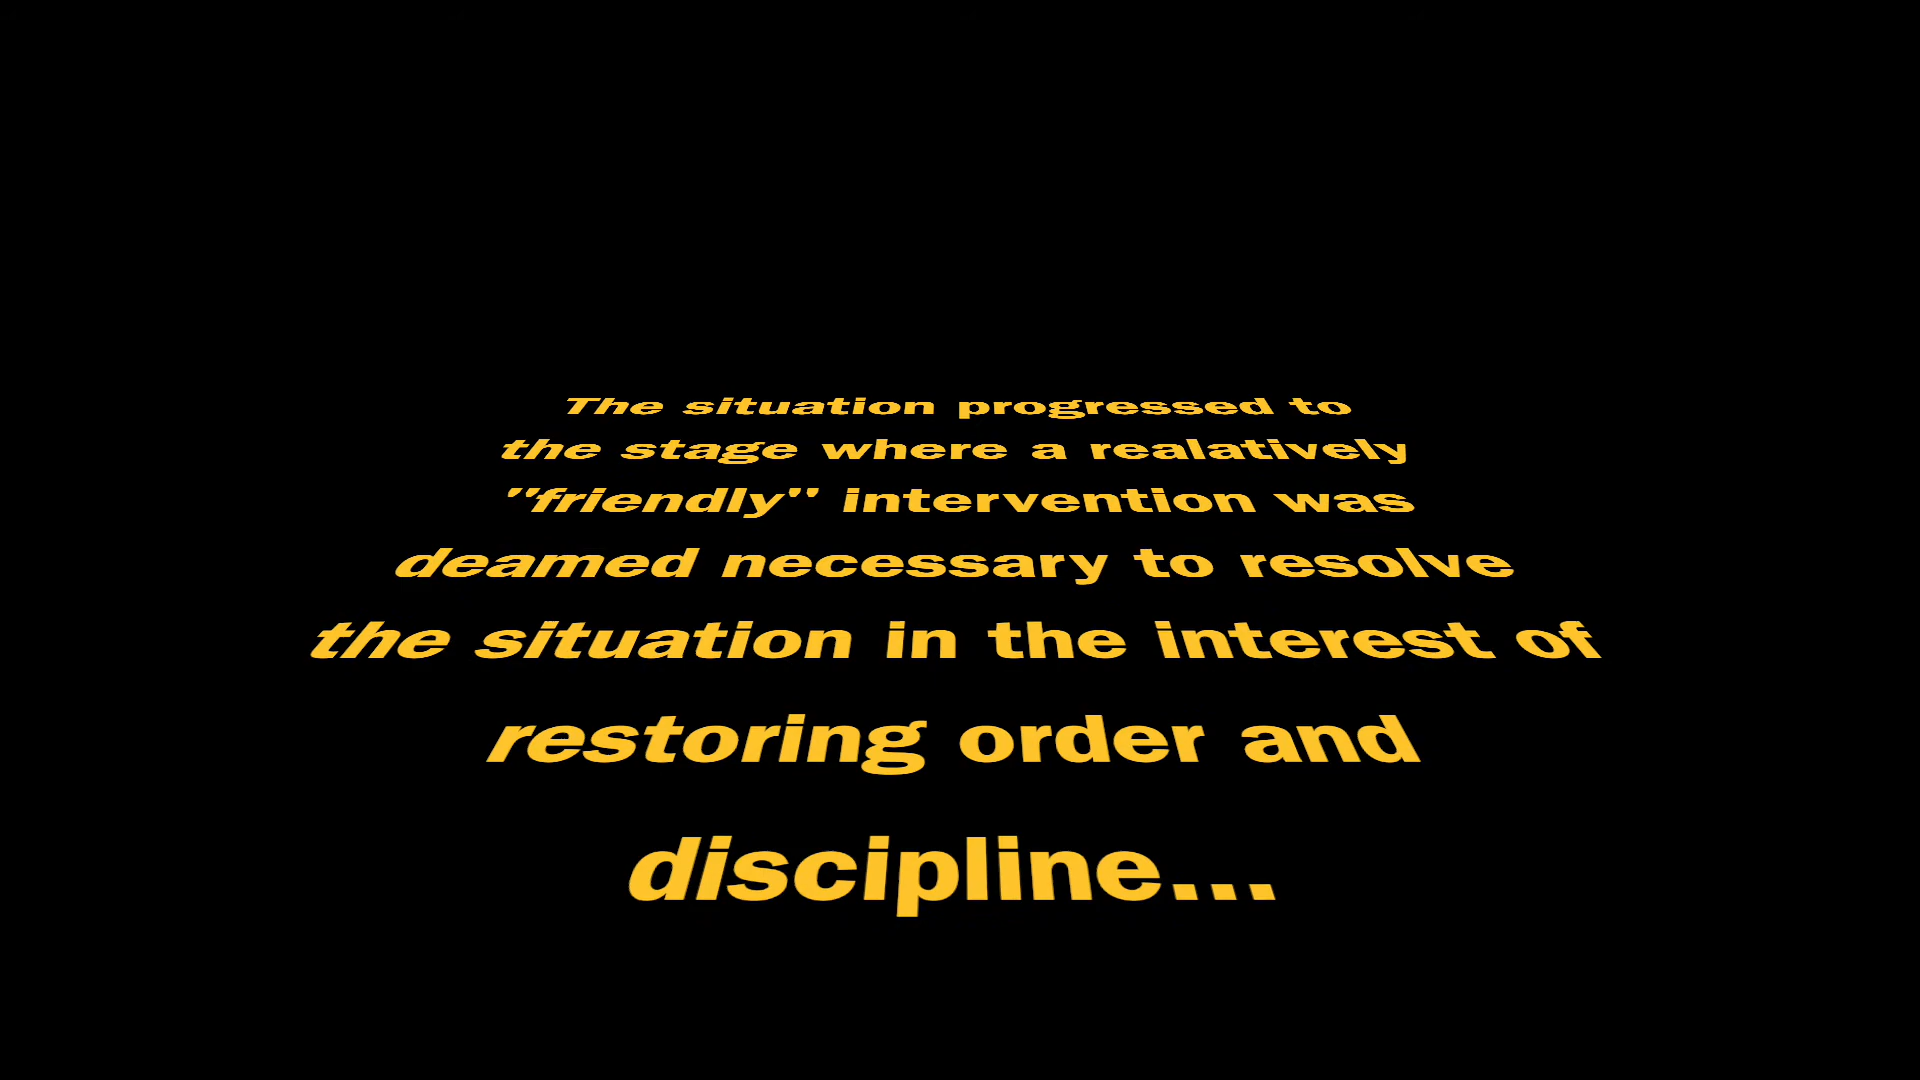 The situation progressed to
the stage where a realatively
"friendly" intervention was
deamed necessary to resolve
the situation in the interest of
restoring order and
discipline...